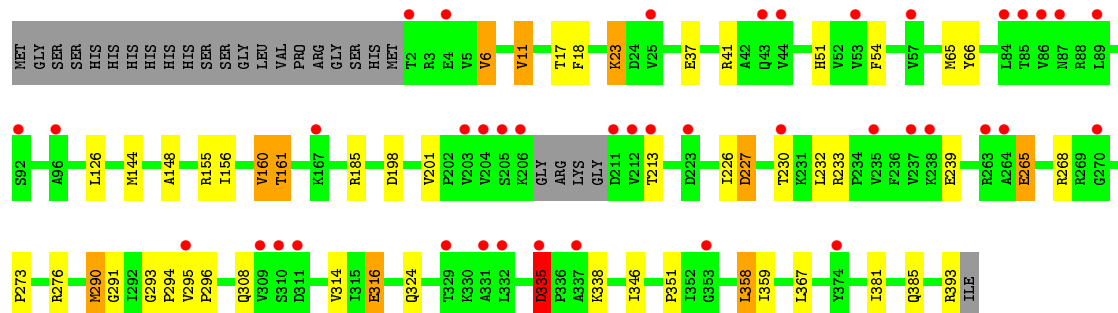 MET GLY SER SER HIS HIS HIS HIS HIS HIS SER SER GLY LEU VAL PRO ARG GLY SER HIS MET T2 R3 E4 V5 V6 V11 T17 F18 K23 D24 V25 E37 R41 A42 Q43 V44 H51 V52 V53 F54 V57 M65 Y66 L84 T85 V86 N87 R88 L89
S92 A96 L126 M144 A148 R155 I156 V160 T161 K167 R185 D198 V201 P202 V203 V204 S205 K206 GLY ARG LYS GLY D211 V212 T213 D223 I226 D227 T230 K231 L232 R233 P234 V235 F236 V237 K238 E239 R263 A264 E265 R268 R269 G270
P273 R276 M290 G291 I292 G293 P294 V295 P296 Q308 V309 S310 D311 V314 I315 E316 Q324 T329 K330 A331 L332 D335 P336 A337 K338 I346 P351 I352 G353 L358 I359 L367 Y374 I381 Q385 R393 ILE